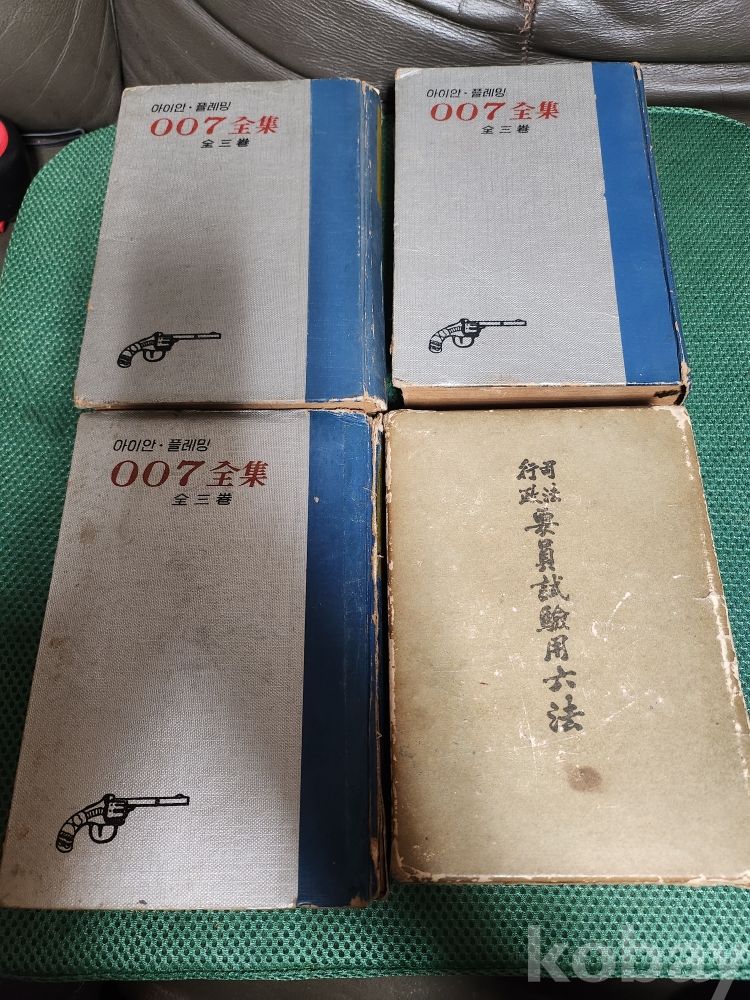 아이안·플레밍
007全集
全三巻
아이안·플레밍
007全集
全三巻
아이안·플레밍
007全集
全三巻
司法
行政
要員試驗用六法
kobay